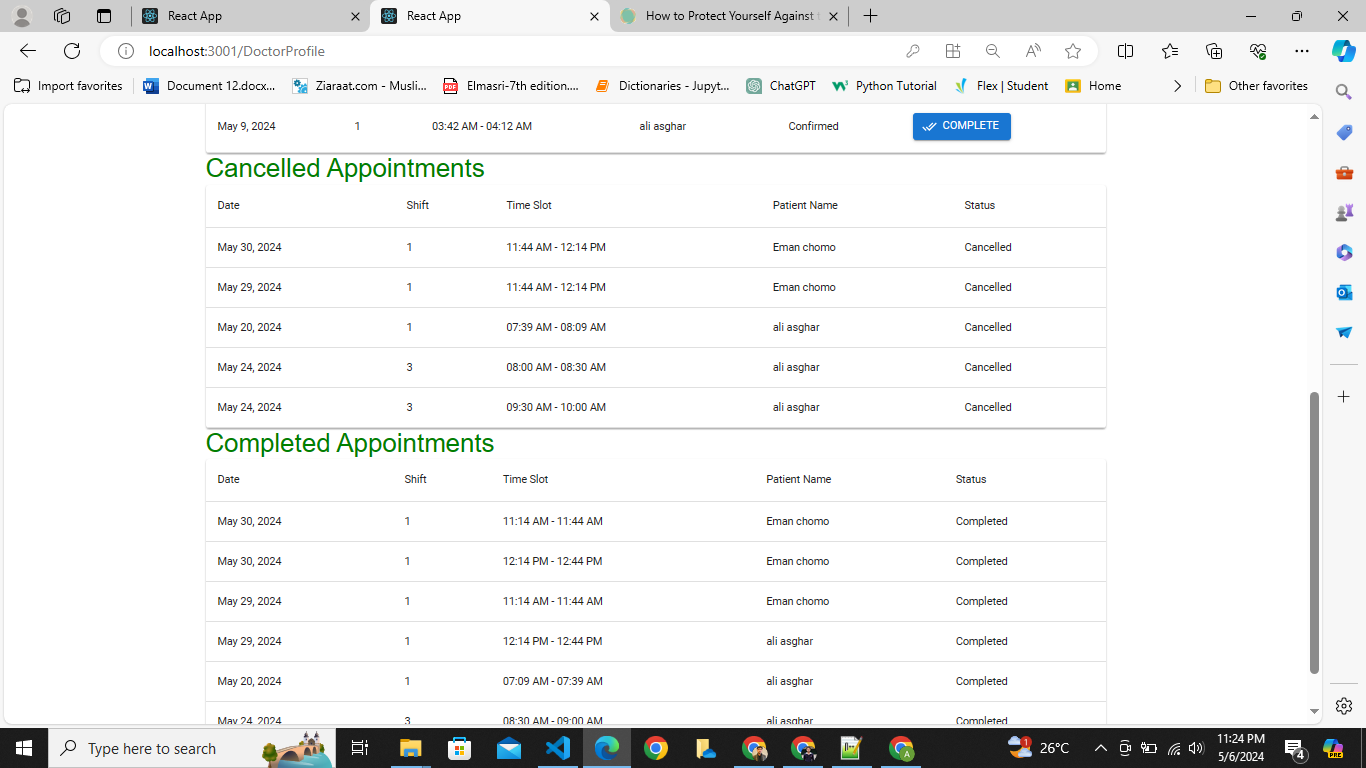 React App
React App
How to Protect Yourself Against
localhost:3001/DoctorProfile
Import favorites
Document 12.docx...
Ziaraat.com - Musli...
Elmasri-7th edition....
Dictionaries - Jupyt...
ChatGPT
Python Tutorial
Flex | Student
Home
Other favorites
May 9, 2024 1 03:42 AM - 04:12 AM ali asghar Confirmed COMPLETE
Cancelled Appointments
Date Shift Time Slot Patient Name Status
May 30, 2024 1 11:44 AM - 12:14 PM Eman chomo Cancelled
May 29, 2024 1 11:44 AM - 12:14 PM Eman chomo Cancelled
May 20, 2024 1 07:39 AM - 08:09 AM ali asghar Cancelled
May 24, 2024 3 08:00 AM - 08:30 AM ali asghar Cancelled
May 24, 2024 3 09:30 AM - 10:00 AM ali asghar Cancelled
Completed Appointments
Date Shift Time Slot Patient Name Status
May 30, 2024 1 11:14 AM - 11:44 AM Eman chomo Completed
May 30, 2024 1 12:14 PM - 12:44 PM Eman chomo Completed
May 29, 2024 1 11:14 AM - 11:44 AM Eman chomo Completed
May 29, 2024 1 12:14 PM - 12:44 PM ali asghar Completed
May 20, 2024 1 07:09 AM - 07:39 AM ali asghar Completed
May 24, 2024 3 08:30 AM - 09:00 AM ali asghar Completed
Type here to search
26°C
11:24 PM
5/6/2024
4